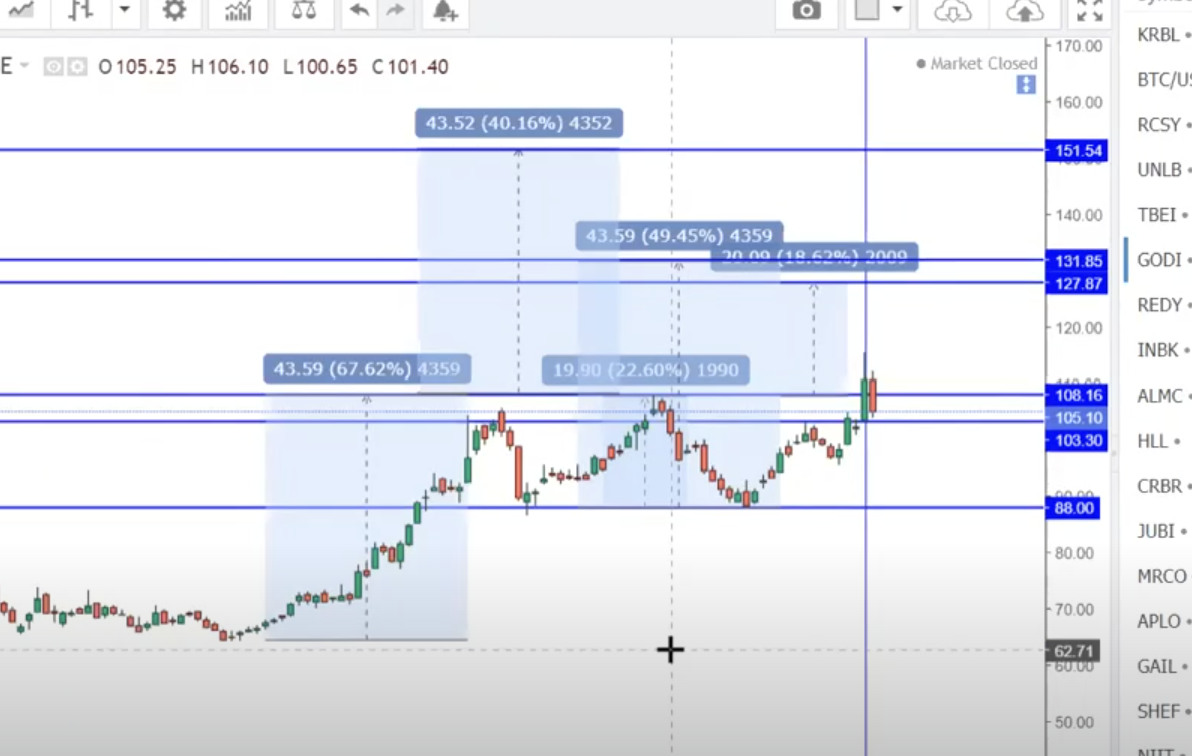 E O105.25 H106.10 L100.65 C101.40
Market Closed
43.52 (40.16%) 4352
43.59 (49.45%) 4359
20.09 (18.62%) 2009
43.59 (67.62%) 4359
19.90 (22.60%) 1990
170.00
160.00
151.54
140.00
131.85
127.87
120.00
108.16
105.10
103.30
90.00
88.00
80.00
70.00
62.71
60.00
50.00
KRBL
BTC/US
RCSY
UNLB
TBEI
GODI
REDY
INBK
ALMC
HLL
CRBR
JUBI
MRCO
APLO
GAIL
SHEF